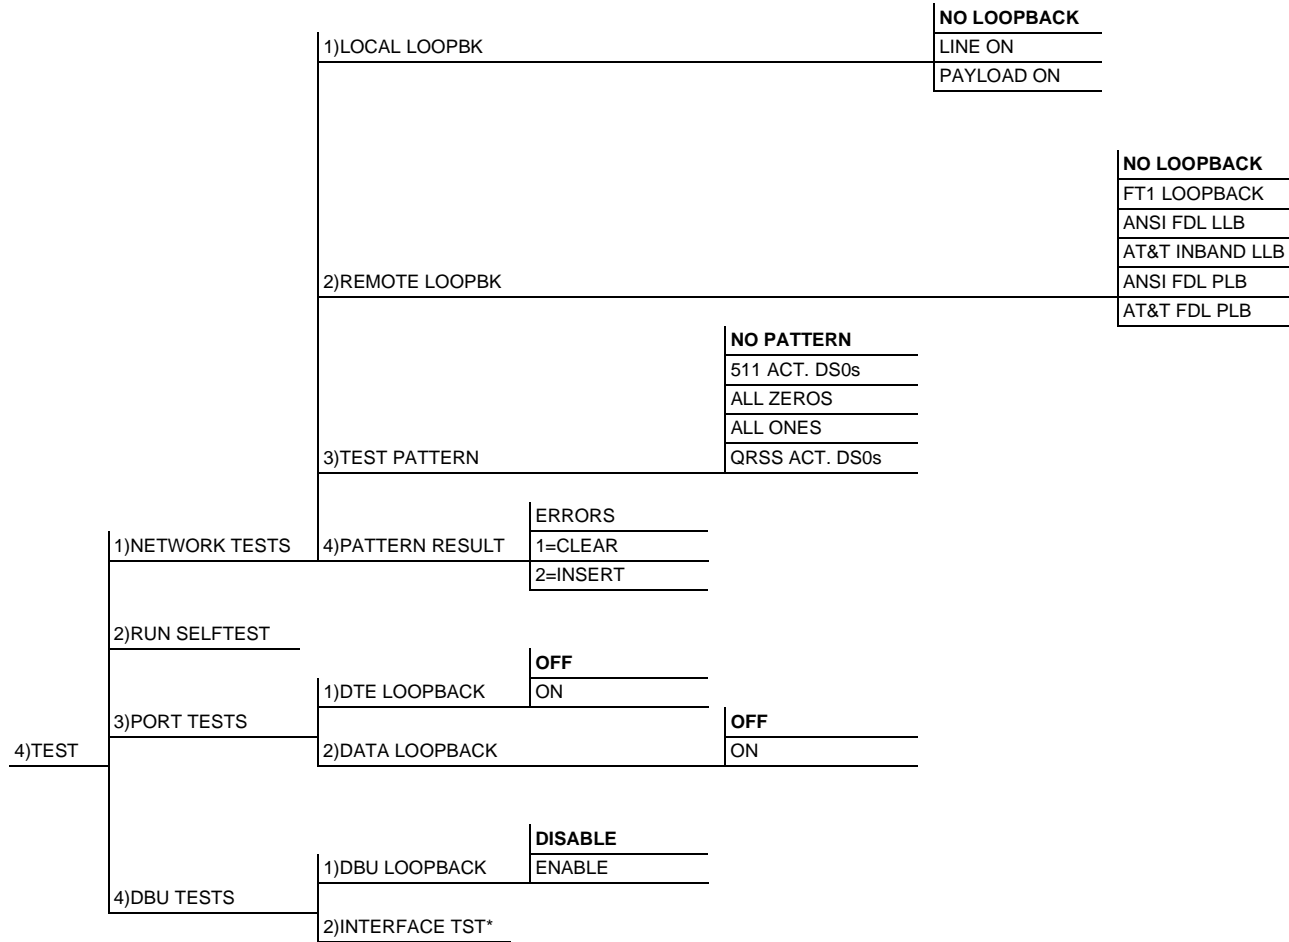 NO LOOPBACK
1)LOCAL LOOPBK
LINE ON
PAYLOAD ON
NO LOOPBACK
FT1 LOOPBACK
ANSI FDL LLB
AT&T INBAND LLB
2)REMOTE LOOPBK
ANSI FDL PLB
AT&T FDL PLB
NO PATTERN
511 ACT. DS0s
ALL ZEROS
ALL ONES
3)TEST PATTERN
QRSS ACT. DS0s
ERRORS
1)NETWORK TESTS
4)PATTERN RESULT
1=CLEAR
2=INSERT
2)RUN SELFTEST
OFF
1)DTE LOOPBACK
ON
3)PORT TESTS
OFF
4)TEST
2)DATA LOOPBACK
ON
DISABLE
1)DBU LOOPBACK
ENABLE
4)DBU TESTS
2)INTERFACE TST*